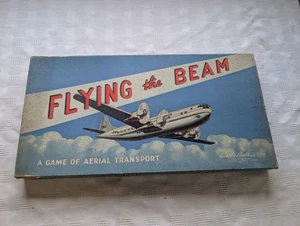 FLYING the BEAM
A GAME OF AERIAL TRANSPORT